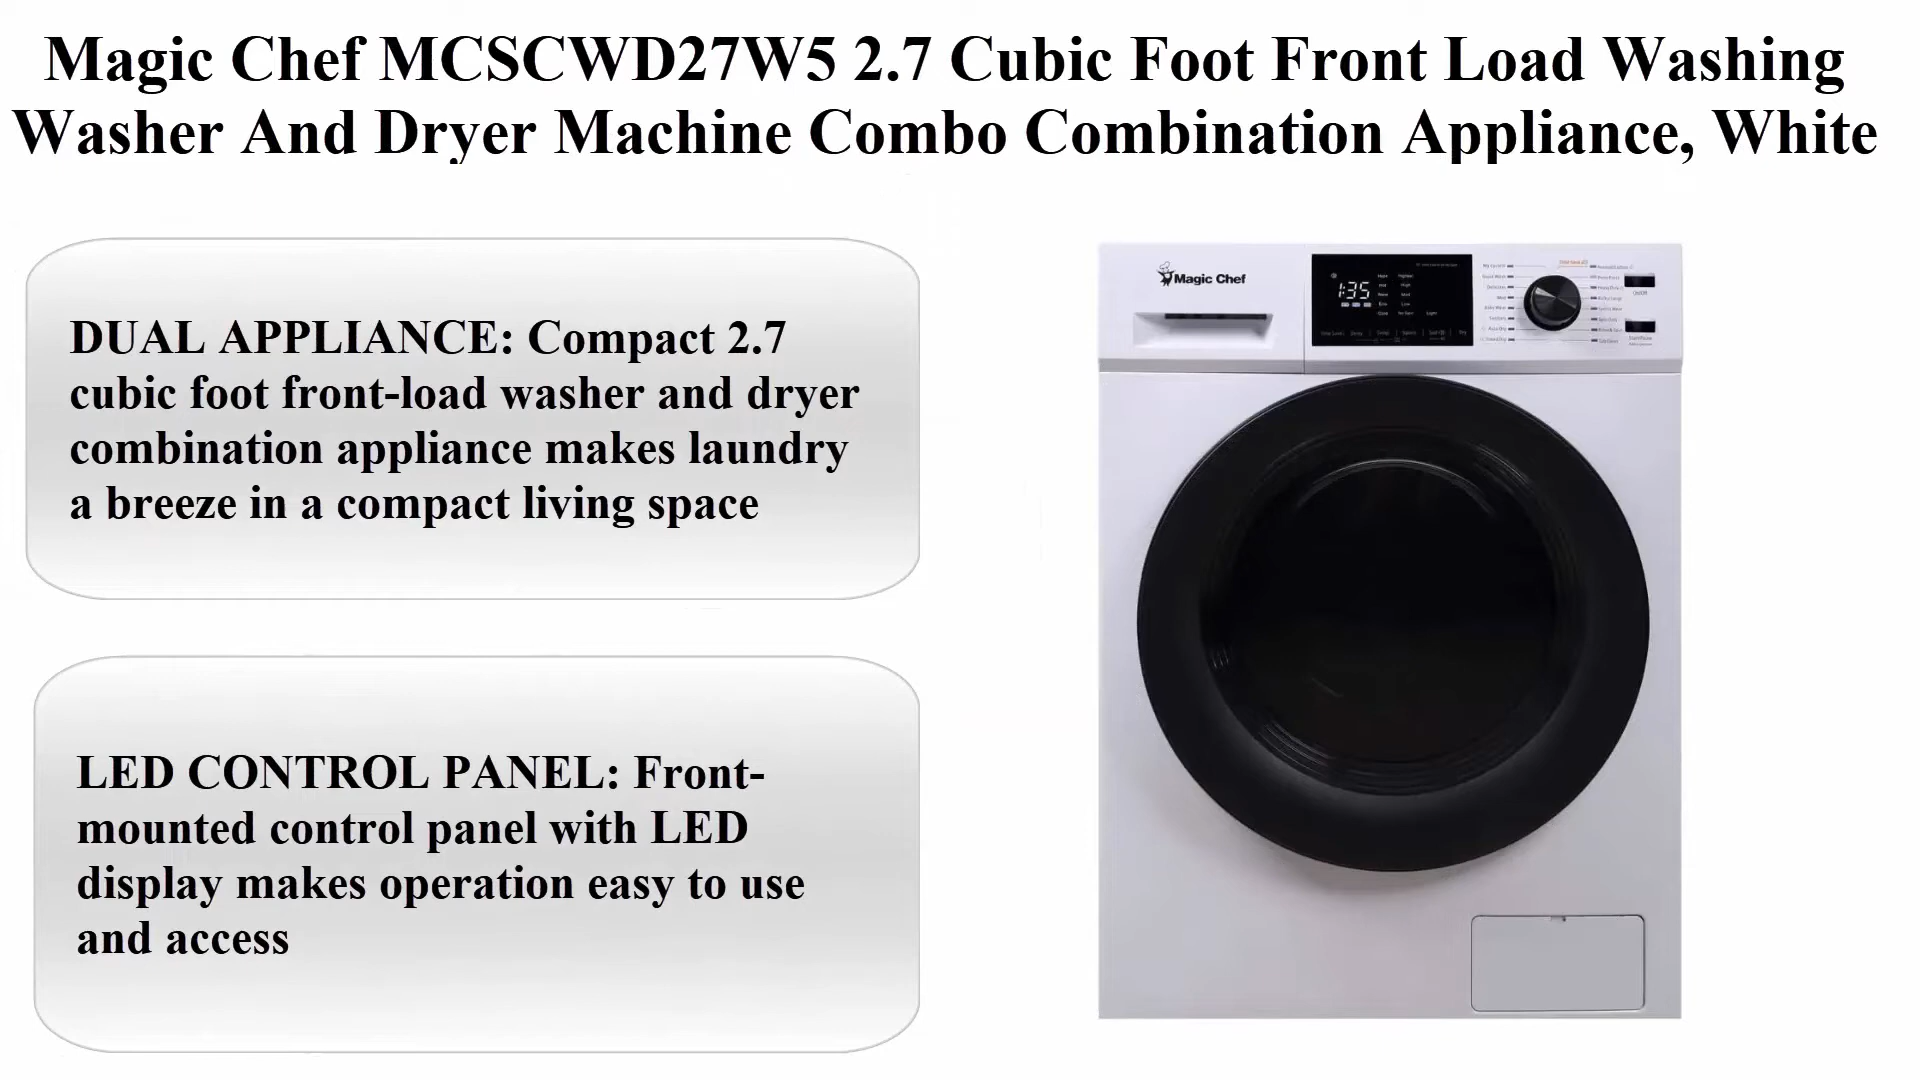 Magic Chef MCSCWD27W5 2.7 Cubic Foot Front Load Washing
Washer And Dryer Machine Combo Combination Appliance, White
DUAL APPLIANCE: Compact 2.7
cubic foot front-load washer and dryer
combination appliance makes laundry
a breeze in a compact living space
LED CONTROL PANEL: Front-
mounted control panel with LED
display makes operation easy to use
and access
Magic Chef
1:35